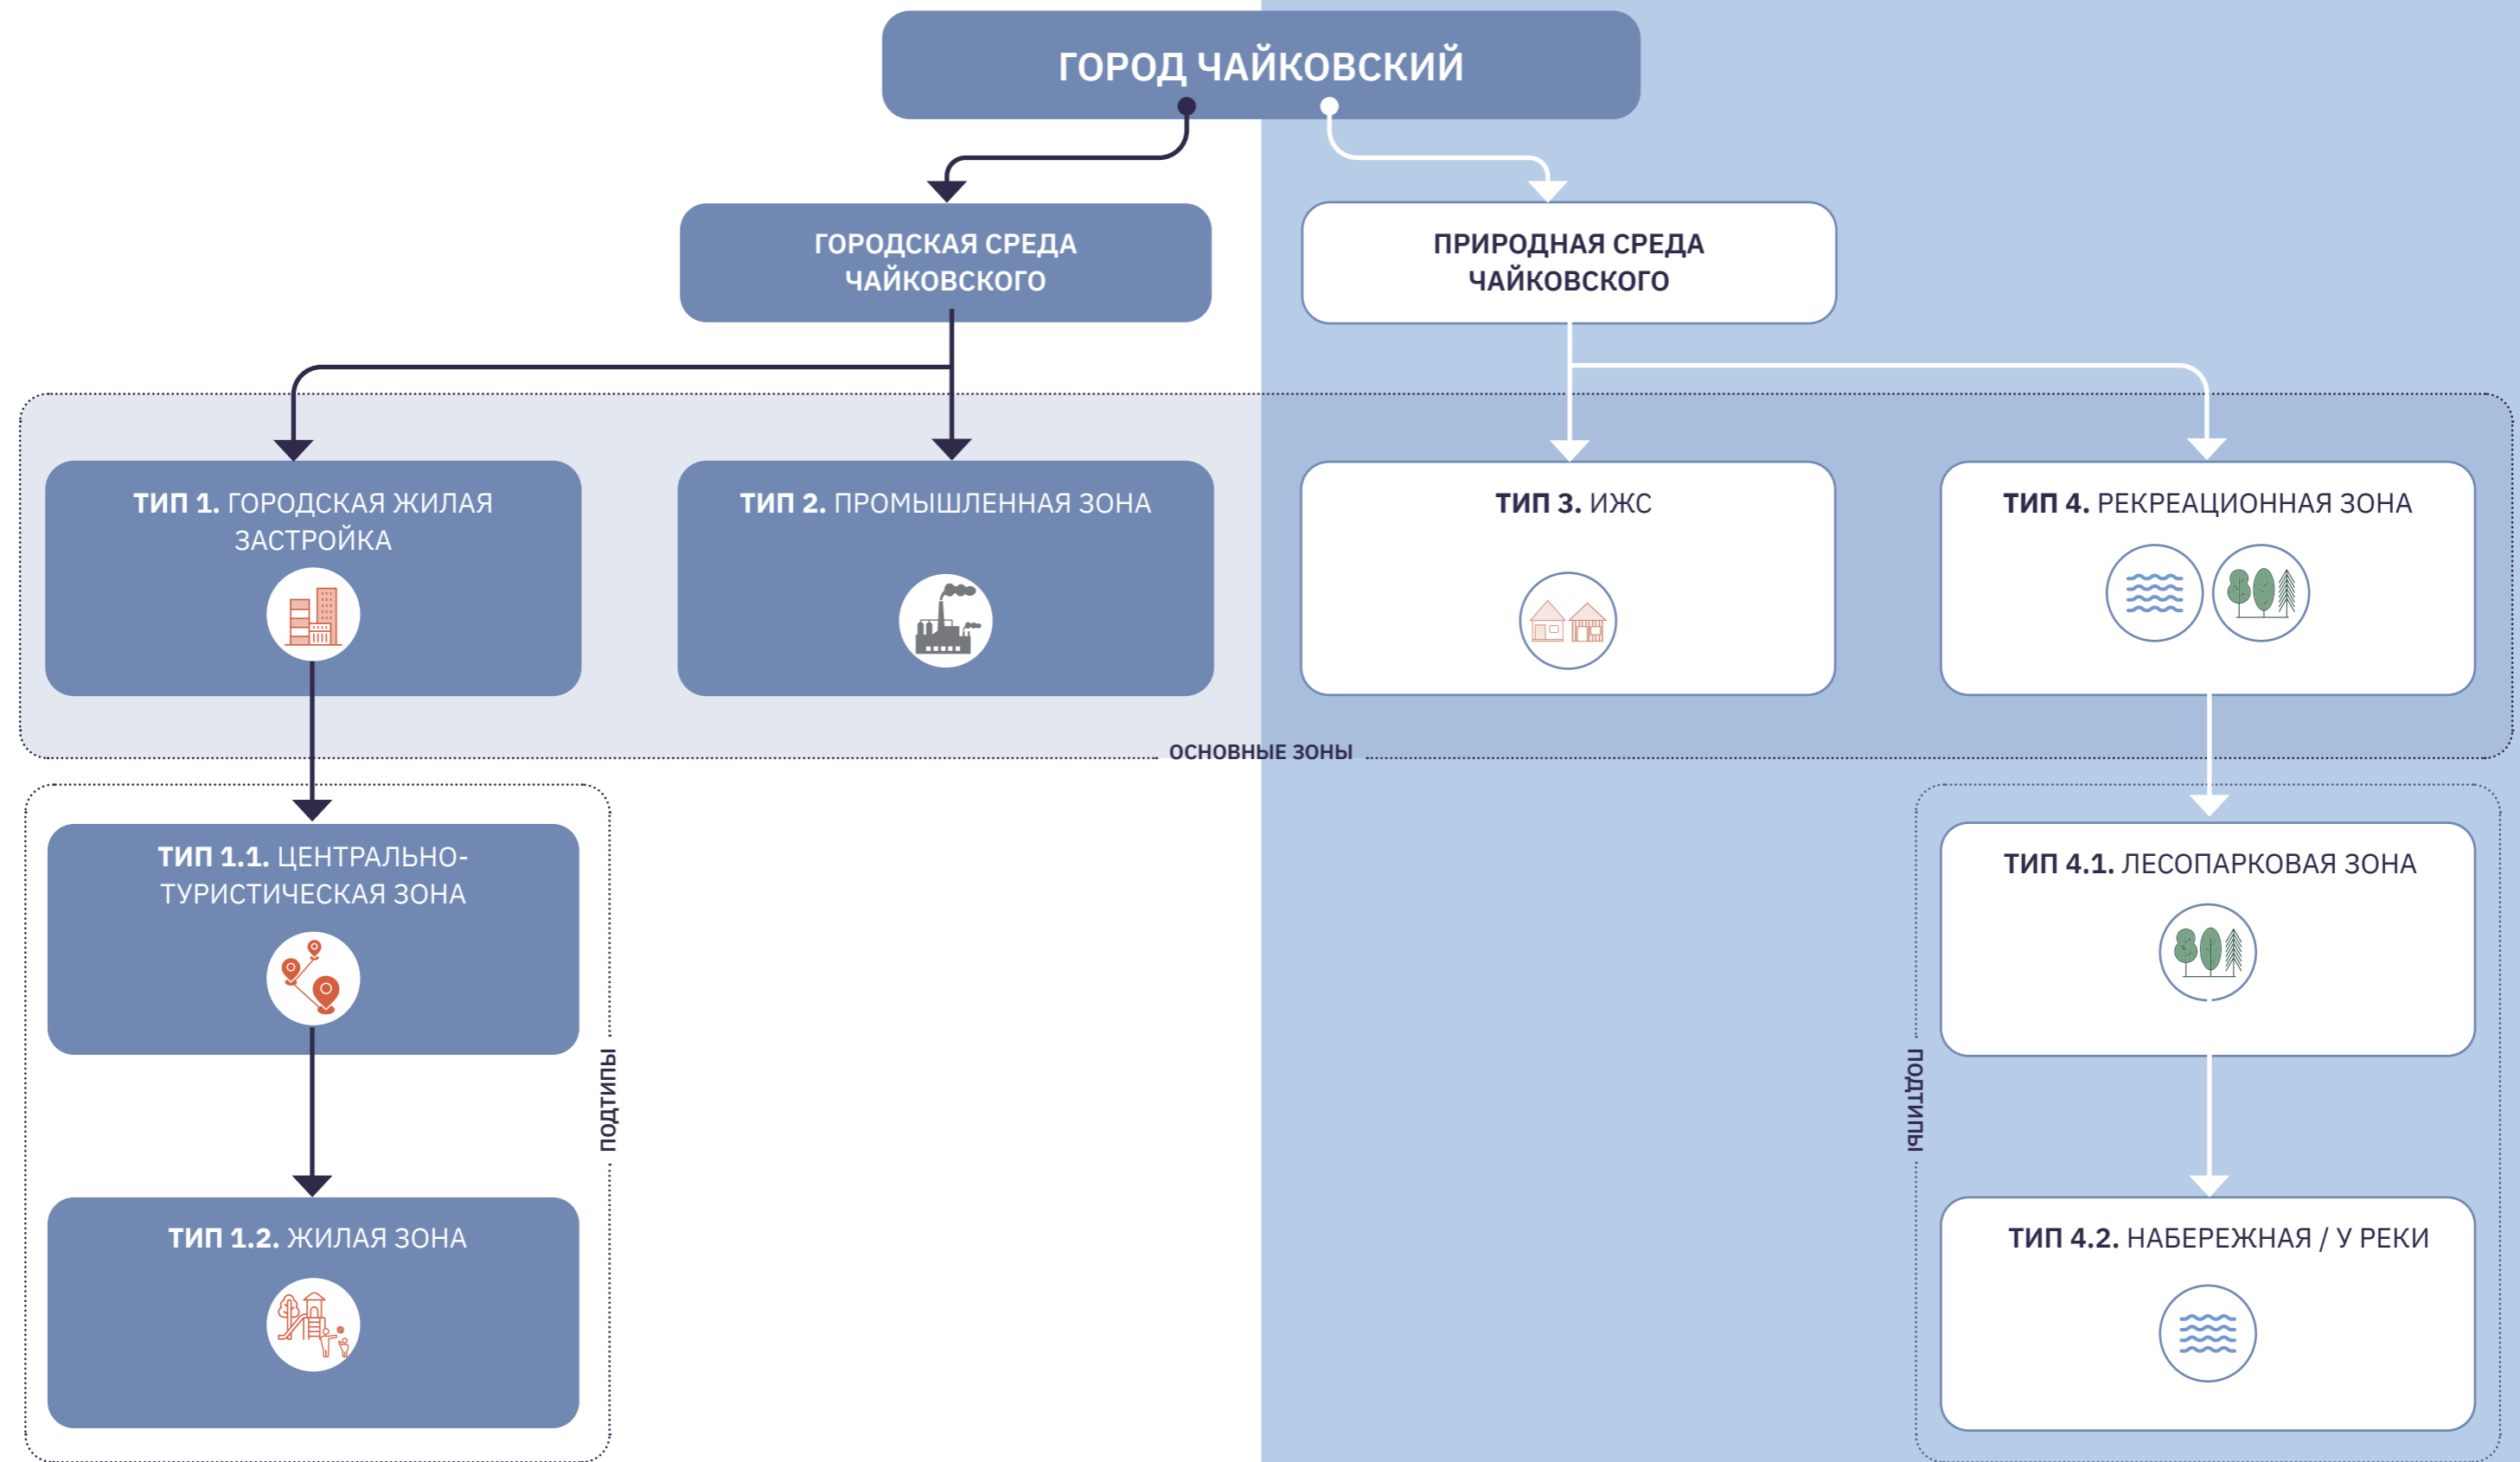 ГОРОД ЧАЙКОВСКИЙ
ГОРОДСКАЯ СРЕДА
ЧАЙКОВСКОГО
ПРИРОДНАЯ СРЕДА
ЧАЙКОВСКОГО
ТИП 1. ГОРОДСКАЯ ЖИЛАЯ
ЗАСТРОЙКА
ТИП 2. ПРОМЫШЛЕННАЯ ЗОНА
ТИП 3. ИЖС
ТИП 4. РЕКРЕАЦИОННАЯ ЗОНА
ОСНОВНЫЕ ЗОНЫ
ТИП 1.1. ЦЕНТРАЛЬНО-
ТУРИСТИЧЕСКАЯ ЗОНА
ТИП 4.1. ЛЕСОПАРКОВАЯ ЗОНА
ПОДТИПЫ
ПОДТИПЫ
ТИП 1.2. ЖИЛАЯ ЗОНА
ТИП 4.2. НАБЕРЕЖНАЯ / У РЕКИ